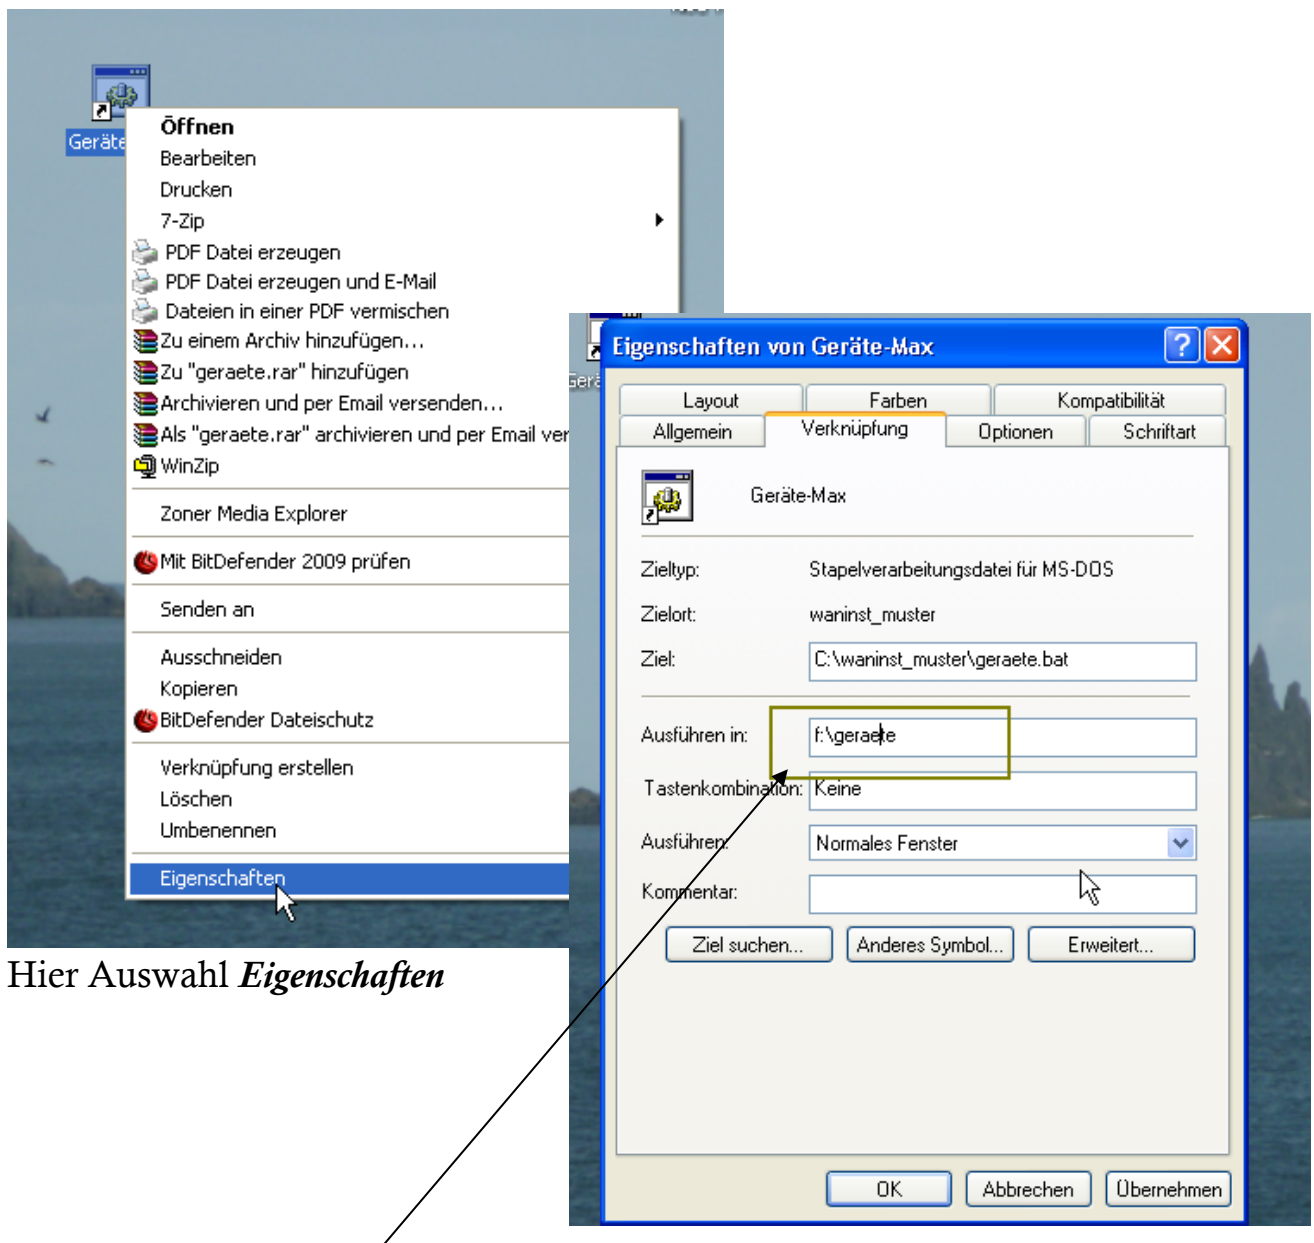 Geräte
Öffnen
Bearbeiten
Drucken
7-Zip
PDF Datei erzeugen
PDF Datei erzeugen und E-Mail
Dateien in einer PDF vermischen
Zu einem Archiv hinzufügen...
Zu "geraete.rar" hinzufügen
Archivieren und per Email versenden...
Als "geraete.rar" archivieren und per Email ver
WinZip
Zoner Media Explorer
Mit BitDefender 2009 prüfen
Senden an
Ausschneiden
Kopieren
BitDefender Dateischutz
Verknüpfung erstellen
Löschen
Umbenennen
Eigenschaften
Hier Auswahl Eigenschaften
Eigenschaften von Geräte-Max
Layout Farben Kompatibilität
Allgemein Verknüpfung Optionen Schriftart
Geräte-Max
Zieltyp: Stapelverarbeitungsdatei für MS-DOS
Zielort: waninst_muster
Ziel: C:\waninst_muster\geraete.bat
Ausführen in: f:\geraete
Tastenkombination: Keine
Ausführen: Normales Fenster
Kommentar:
Ziel suchen... Anderes Symbol... Erweitert...
OK Abbrechen Übernehmen